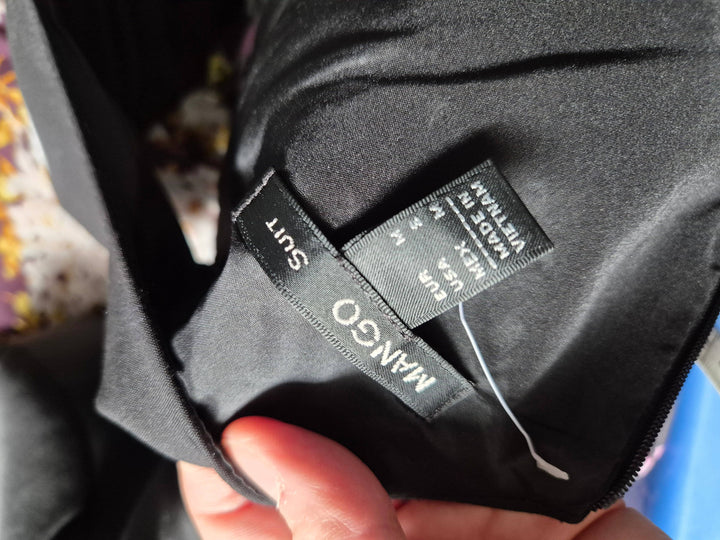 MANGO
SUIT
EUR M
USA S
MEX M
MADE IN
VIETNAM